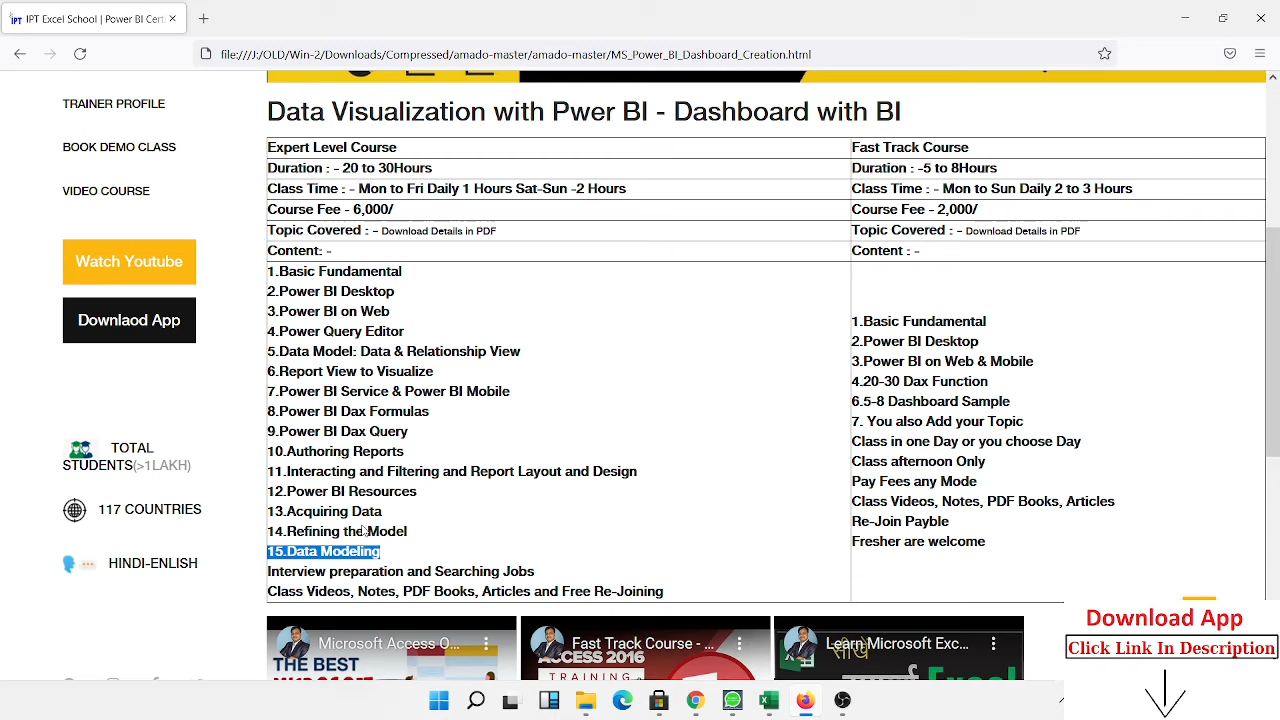 IPT Excel School | Power BI Cert
file:///J:/OLD/Win-2/Downloads/Compressed/amado-master/amado-master/MS_Power_BI_Dashboard_Creation.html
TRAINER PROFILE
BOOK DEMO CLASS
VIDEO COURSE
Watch Youtube
Downlaod App
TOTAL
STUDENTS(>1LAKH)
117 COUNTRIES
HINDI-ENLISH
Data Visualization with Pwer BI - Dashboard with BI
Expert Level Course
Duration : - 20 to 30Hours
Class Time : - Mon to Fri Daily 1 Hours Sat-Sun -2 Hours
Course Fee - 6,000/
Topic Covered : - Download Details in PDF
Content: -
1.Basic Fundamental
2.Power BI Desktop
3.Power BI on Web
4.Power Query Editor
5.Data Model: Data & Relationship View
6.Report View to Visualize
7.Power BI Service & Power BI Mobile
8.Power BI Dax Formulas
9.Power BI Dax Query
10.Authoring Reports
11.Interacting and Filtering and Report Layout and Design
12.Power BI Resources
13.Acquiring Data
14.Refining the Model
15.Data Modeling
Interview preparation and Searching Jobs
Class Videos, Notes, PDF Books, Articles and Free Re-Joining
Fast Track Course
Duration : -5 to 8Hours
Class Time : - Mon to Sun Daily 2 to 3 Hours
Course Fee - 2,000/
Topic Covered : - Download Details in PDF
Content : -
1.Basic Fundamental
2.Power BI Desktop
3.Power BI on Web & Mobile
4.20-30 Dax Function
6.5-8 Dashboard Sample
7. You also Add your Topic
Class in one Day or you choose Day
Class afternoon Only
Pay Fees any Mode
Class Videos, Notes, PDF Books, Articles
Re-Join Payble
Fresher are welcome
Microsoft Access O...
THE BEST
Fast Track Course - ...
ACCESS 2016
TRAINING
Learn Microsoft Exc...
सीखे
Download App
Click Link In Description